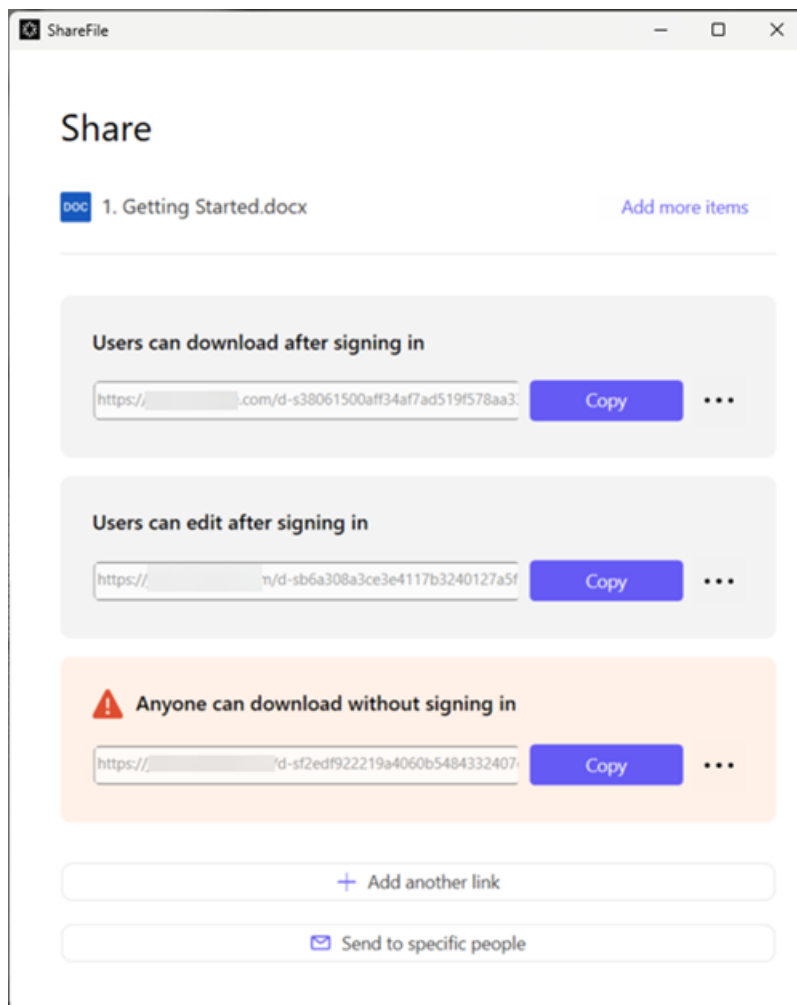 ShareFile
Share
DOC 1. Getting Started.docx Add more items
Users can download after signing in
https:// .com/d-s38061500aff34af7ad519f578aa3 Copy
Users can edit after signing in
https:// /d-sb6a308a3ce3e4117b3240127a5f Copy
Anyone can download without signing in
https:// /d-sf2edf922219a4060b5484332407 Copy
+ Add another link
Send to specific people